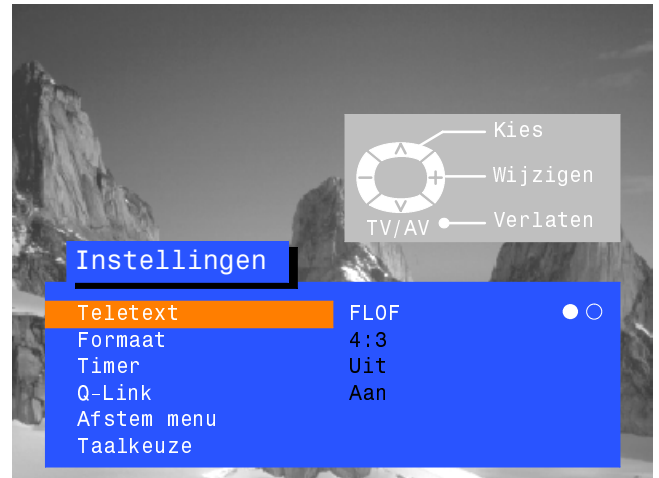 Kies
Wijzigen
TV/AV Verlaten
Instellingen
Teletext FLOF
Formaat 4:3
Timer Uit
Q-Link Aan
Afstem menu
Taalkeuze